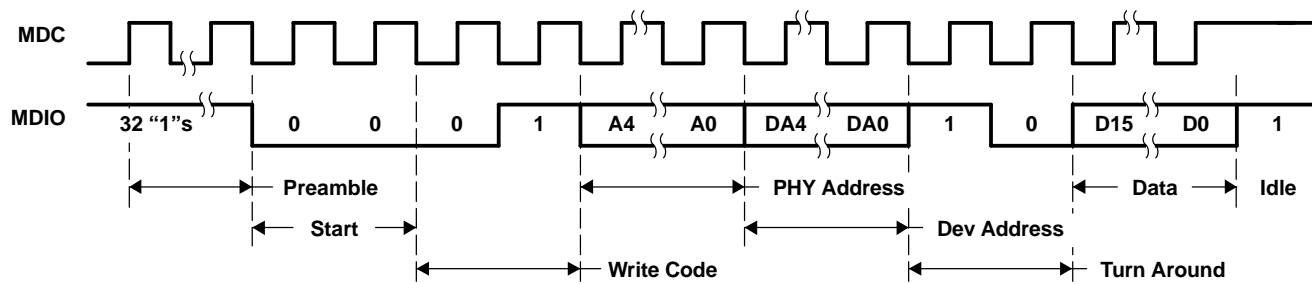 MDC
MDIO
32 “1”s 0 0 0 1 A4 A0 DA4 DA0 1 0 D15 D0 1
Preamble PHY Address Data Idle
Start Dev Address
Write Code Turn Around